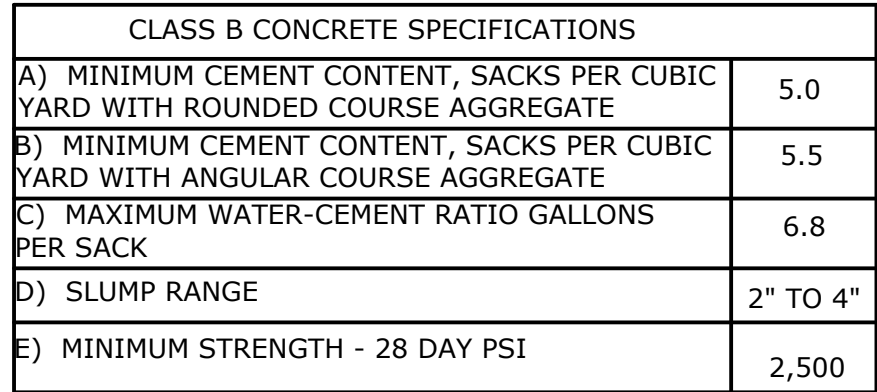 CLASS B CONCRETE SPECIFICATIONS
A) MINIMUM CEMENT CONTENT, SACKS PER CUBIC
YARD WITH ROUNDED COURSE AGGREGATE
5.0
B) MINIMUM CEMENT CONTENT, SACKS PER CUBIC
YARD WITH ANGULAR COURSE AGGREGATE
5.5
C) MAXIMUM WATER-CEMENT RATIO GALLONS
PER SACK
6.8
D) SLUMP RANGE
2" TO 4"
E) MINIMUM STRENGTH - 28 DAY PSI
2,500